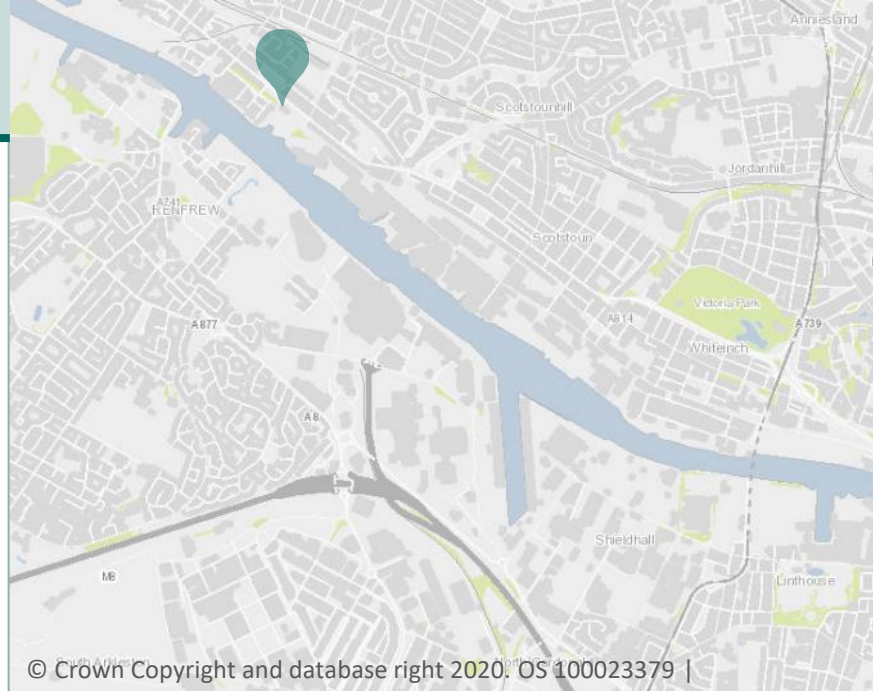 Anniesland
Scotstounhill
Jordanhill
A741
RENFREW
Scotstoun
Victoria Park
A814
A877
A739
Whiteinch
A8
Shieldhall
M8
Linthouse
© Crown Copyright and database right 2020. OS 100023379 |